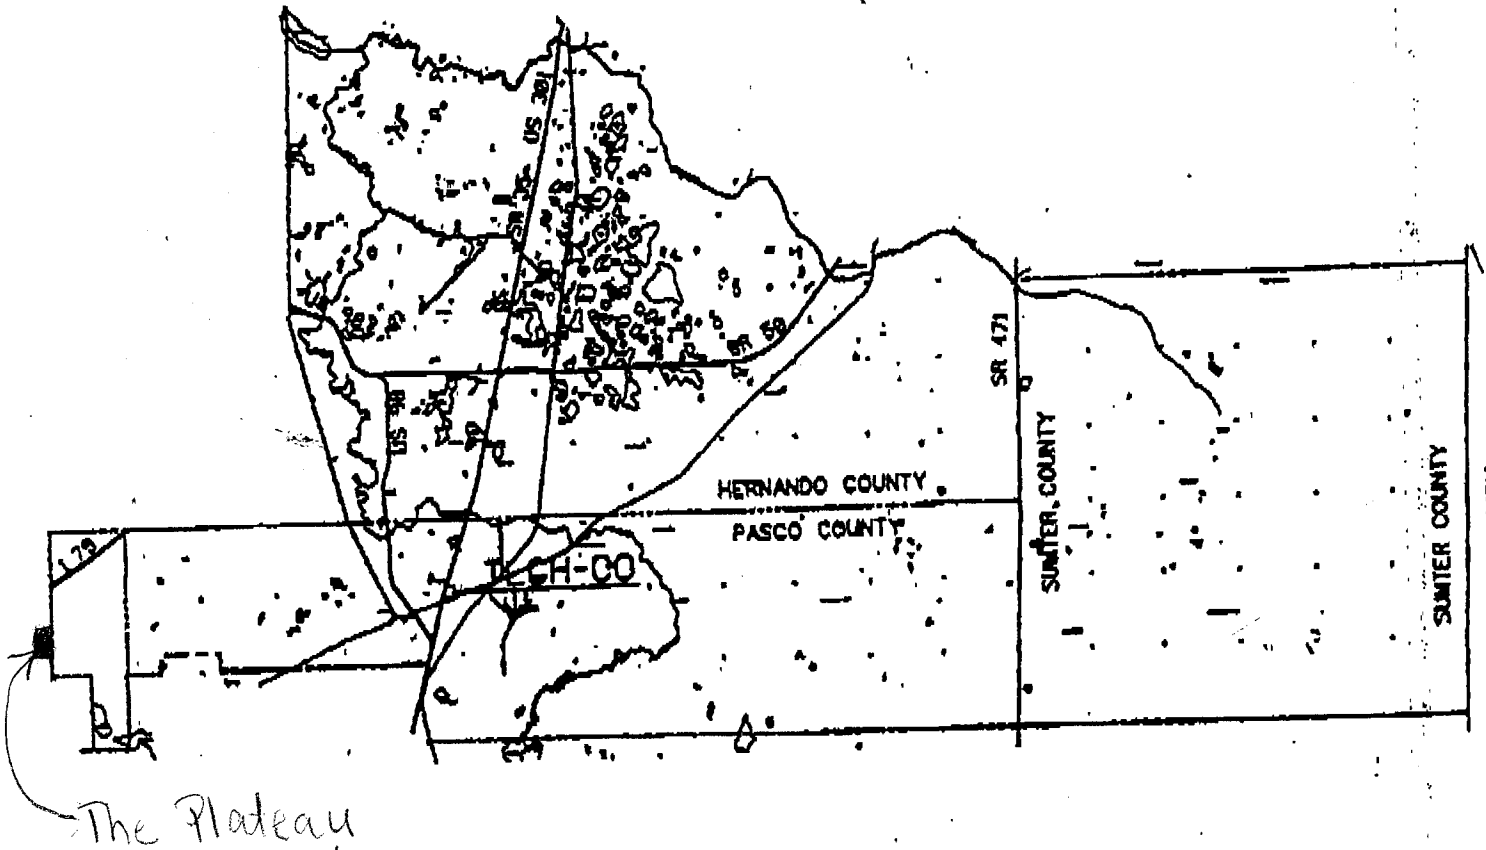 US 301
SR 35
SR 50
US 98
SR 471
HERNANDO COUNTY
PASCO COUNTY
SUMTER COUNTY
SUMTER COUNTY
I 75
The Plateau